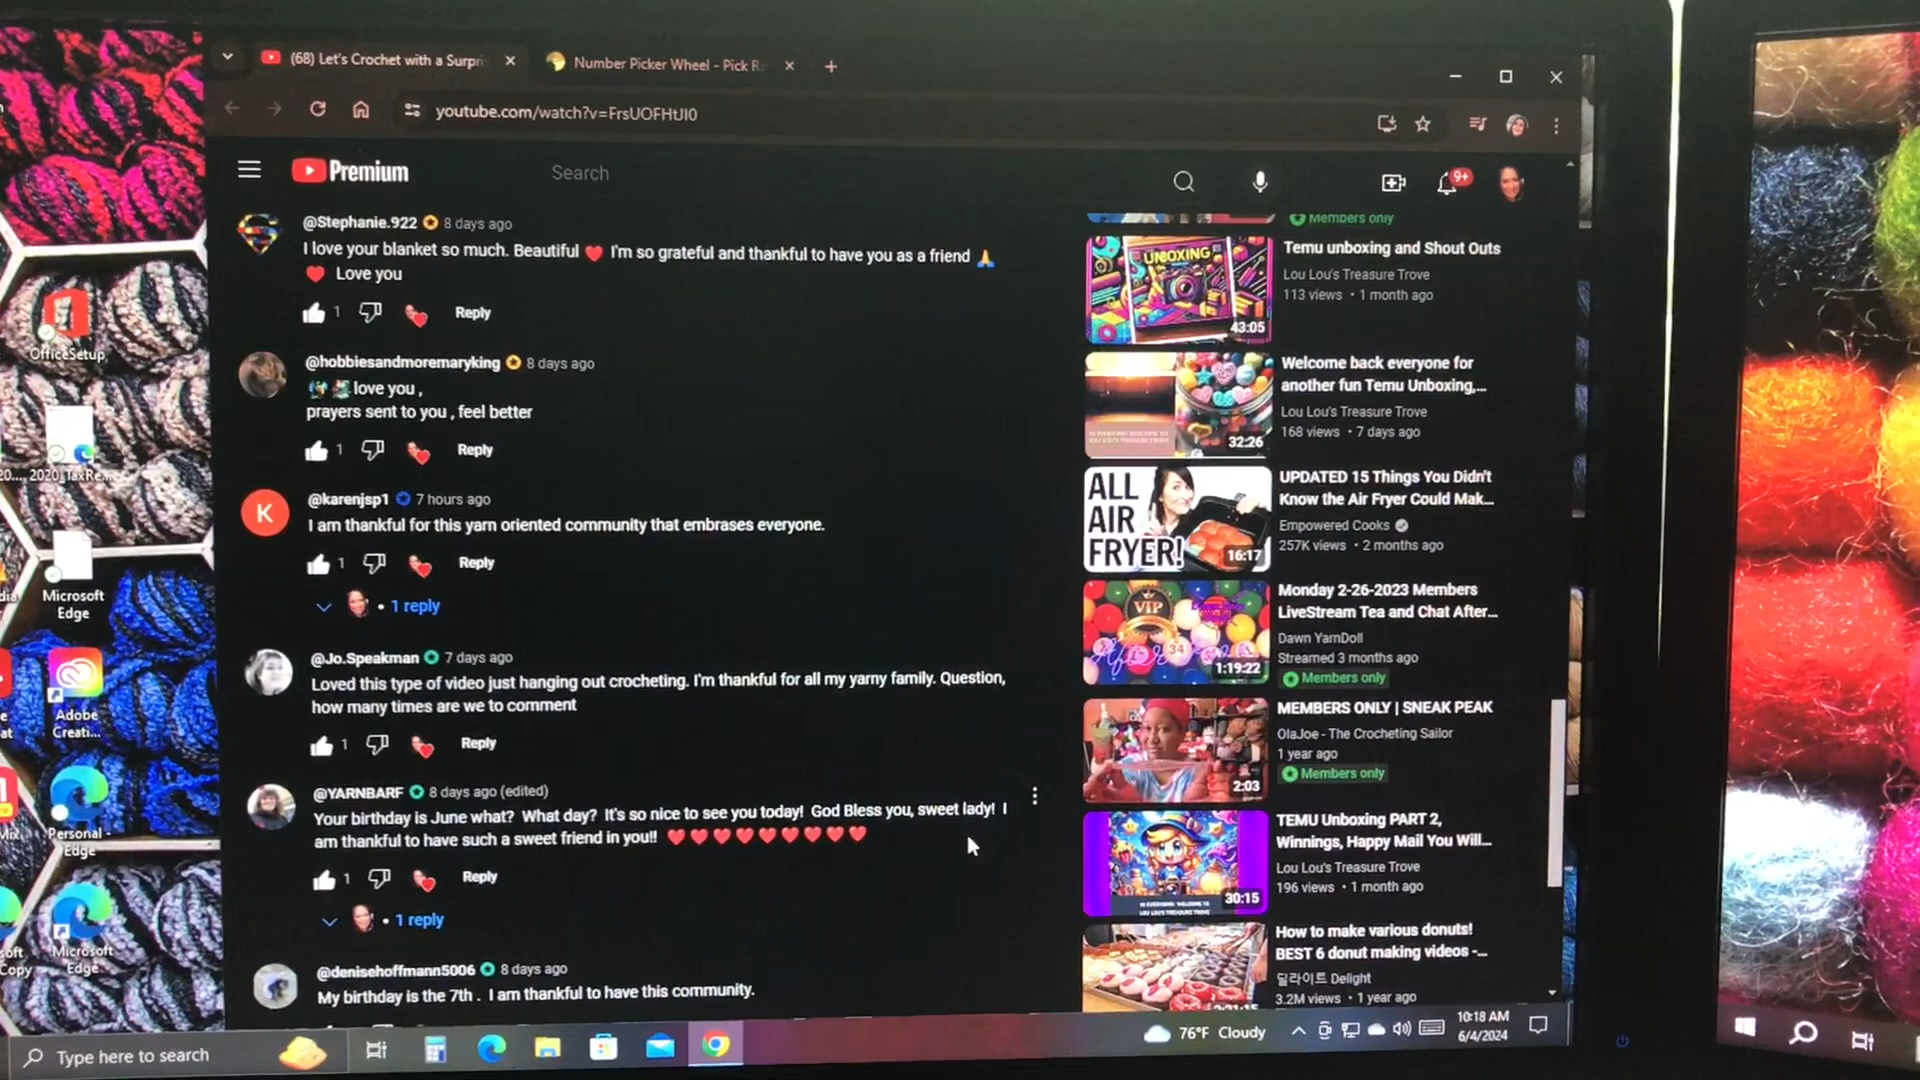 (68) Let's Crochet with a Surpri
Number Picker Wheel - Pick R
youtube.com/watch?v=FrsUOFHtJI0
Premium
Search
9+
@Stephanie.922 8 days ago
I love your blanket so much. Beautiful ❤️ I'm so grateful and thankful to have you as a friend 🙏
❤️ Love you
1 Reply
@hobbiesandmoremaryking 8 days ago
love you ,
prayers sent to you , feel better
1 Reply
K
@karenjsp1 7 hours ago
I am thankful for this yarn oriented community that embrases everyone.
1 Reply
• 1 reply
@Jo.Speakman 7 days ago
Loved this type of video just hanging out crocheting. I'm thankful for all my yarny family. Question,
how many times are we to comment
1 Reply
@YARNBARF 8 days ago (edited)
Your birthday is June what? What day? It's so nice to see you today! God Bless you, sweet lady! I
am thankful to have such a sweet friend in you!! ❤️❤️❤️❤️❤️❤️❤️❤️❤️
1 Reply
• 1 reply
@denisehoffmann5006 8 days ago
My birthday is the 7th . I am thankful to have this community.
Members only
UNBOXING
43:05
Temu unboxing and Shout Outs
Lou Lou's Treasure Trove
113 views • 1 month ago
32:26
Welcome back everyone for
another fun Temu Unboxing,...
Lou Lou's Treasure Trove
168 views • 7 days ago
ALL
AIR
FRYER!
16:17
UPDATED 15 Things You Didn't
Know the Air Fryer Could Mak...
Empowered Cooks
257K views • 2 months ago
VIP
34
1:19:22
Monday 2-26-2023 Members
LiveStream Tea and Chat After...
Dawn YarnDoll
Streamed 3 months ago
Members only
2:03
MEMBERS ONLY | SNEAK PEAK
OlaJoe - The Crocheting Sailor
1 year ago
Members only
30:15
TEMU Unboxing PART 2,
Winnings, Happy Mail You Will...
Lou Lou's Treasure Trove
196 views • 1 month ago
How to make various donuts!
BEST 6 donut making videos -...
딜라이트 Delight
3.2M views • 1 year ago
OfficeSetup
2020_TaxRe...
Microsoft
Edge
Adobe
Creati...
Personal -
Edge
Microsoft
Edge
Copy
Type here to search
76°F Cloudy
10:18 AM
6/4/2024